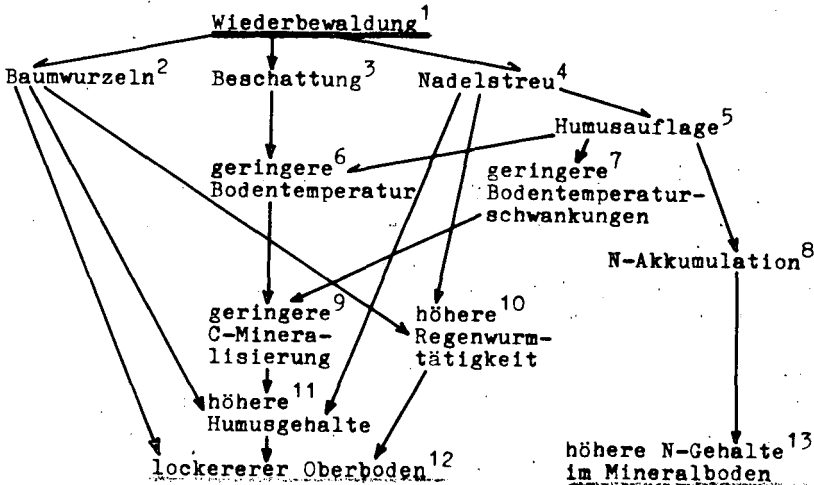 Wiederbewaldung¹
Baumwurzeln² Beschattung³ Nadelstreu⁴
Humusauflage⁵
geringere⁶
Bodentemperatur
geringere⁷
Bodentemperatur-
schwankungen
N-Akkumulation⁸
geringere⁹
C-Minera-
lisierung
höhere¹⁰
Regenwurm-
tätigkeit
höhere¹¹
Humusgehalte
lockererer Oberboden¹²
höhere N-Gehalte¹³
im Mineralboden